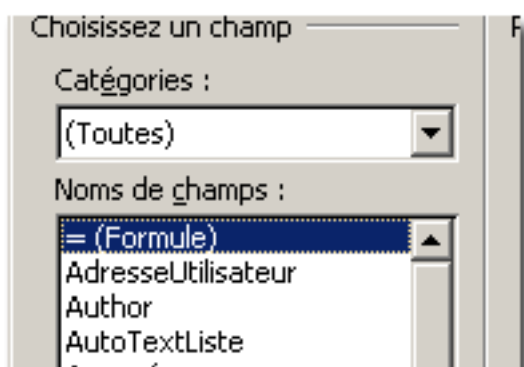 Choisissez un champ
Catégories :
(Toutes)
Noms de champs :
= (Formule)
AdresseUtilisateur
Author
AutoTextListe